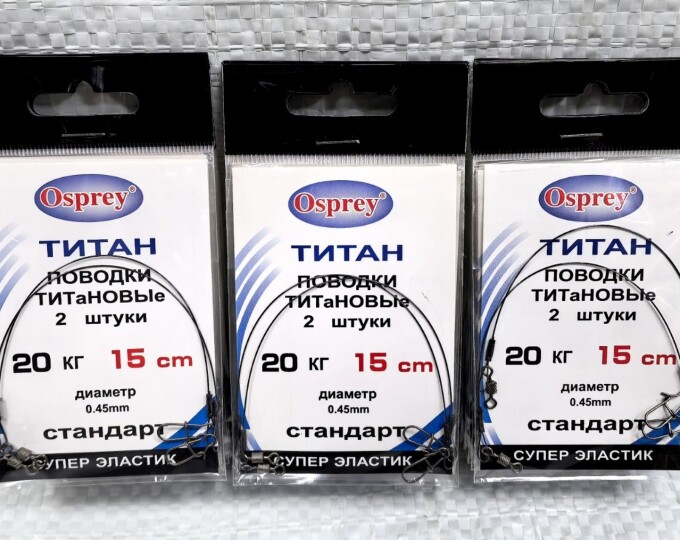 Osprey®
ТИТАН
ПОВОДКИ
ТИТаНОВЫе
2 штуки
20 кг 15 cm
диаметр
0.45mm
стандарт
СУПЕР ЭЛАСТИК
Osprey®
ТИТАН
ПОВОДКИ
ТИТаНОВЫе
2 штуки
20 кг 15 cm
диаметр
0.45mm
стандарт
СУПЕР ЭЛАСТИК
Osprey®
ТИТАН
ПОВОДКИ
ТИТаНОВЫе
2 штуки
20 кг 15 cm
диаметр
0.45mm
стандарт
СУПЕР ЭЛАСТИК